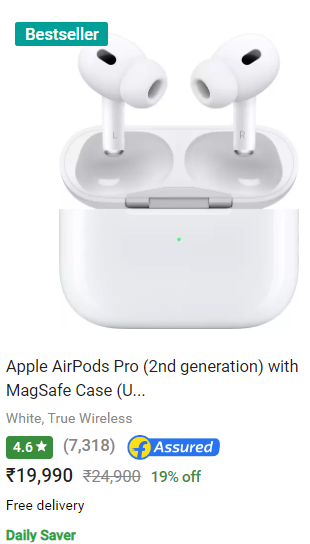 Bestseller
L R
Apple AirPods Pro (2nd generation) with
MagSafe Case (U...
White, True Wireless
4.6★ (7,318) f Assured
₹19,990 ₹24,900 19% off
Free delivery
Daily Saver